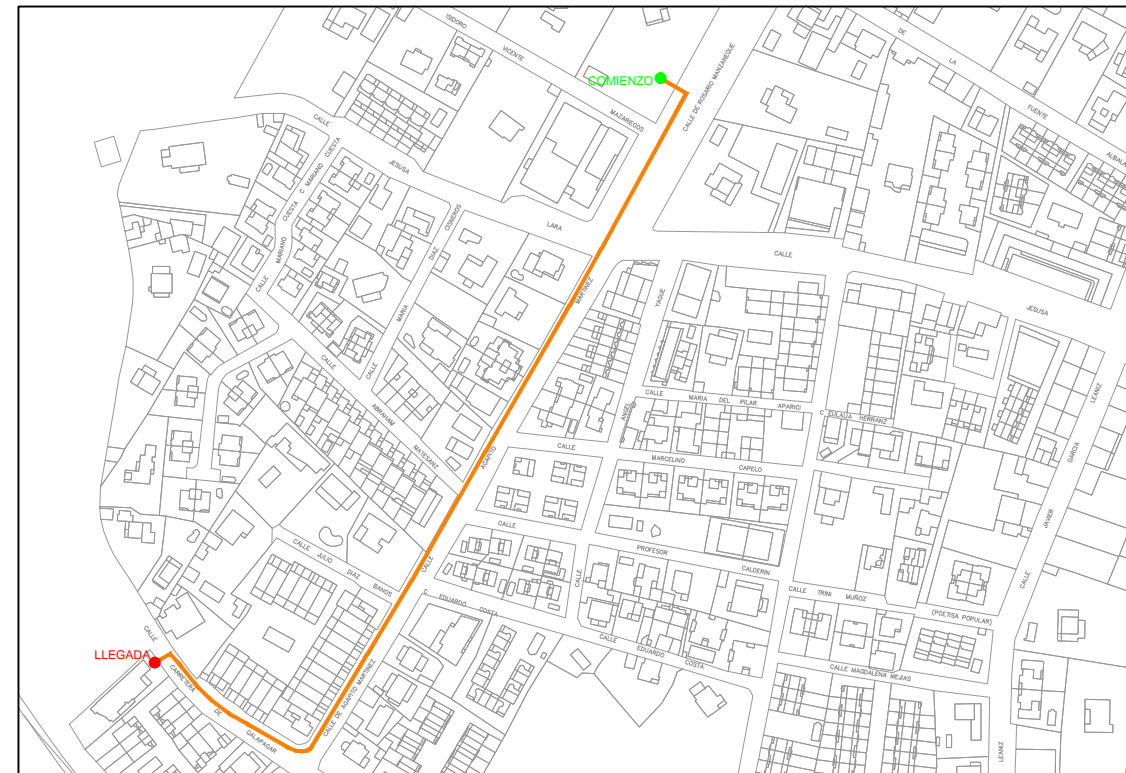 ISIDORO
VICENTE
MAZARIEGOS
COMIENZO
CALLE DE ROSARIO MANZANEQUE
DE
LA
FUENTE
ALBALA
CALLE
JESUSA
LARA
CALLE
JESUSA
C MARIANO CUESTA
CALLE
MARIANO
CUESTA
CALLE
MARIA
DIAZ
CISNEROS
MARTINEZ
YAGUE
ANGEL
CALLE
ABRAHAM
MATESANZ
AGAPITO
CALLE
CALLE
MARIA
DEL
PILAR
APARICI
C EULALIA HERRANZ
CALLE
MARCELINO
CAPELO
CALLE
PROFESOR
CALDERIN
CALLE
JAVIER
GARCIA
LEANIZ
CALLE
JULIO
DIAZ
BANOS
C
EDUARDO
COSTA
CALLE
CALLE
EDUARDO
COSTA
CALLE
TRINI
MUÑOZ
(POETISA POPULAR)
CALLE MAGDALENA MEJIAS
LEANIZ
CALLE DE AGAPITO MARTINEZ
LLEGADA
CALLE
CARRETERA
DE
GALAPAGAR